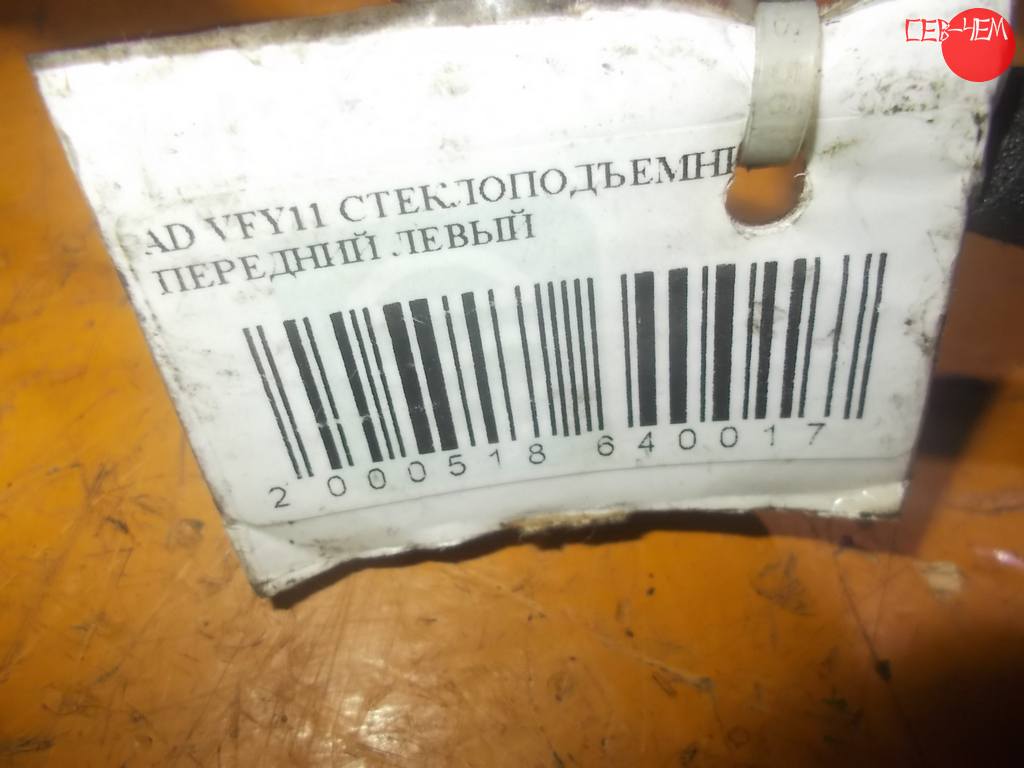 СЕВ-ЧЕМ
AD VFY11 СТЕКЛОПОДЪЕМН
ПЕРЕДНИЙ ЛЕВЫЙ
2 000518 640017